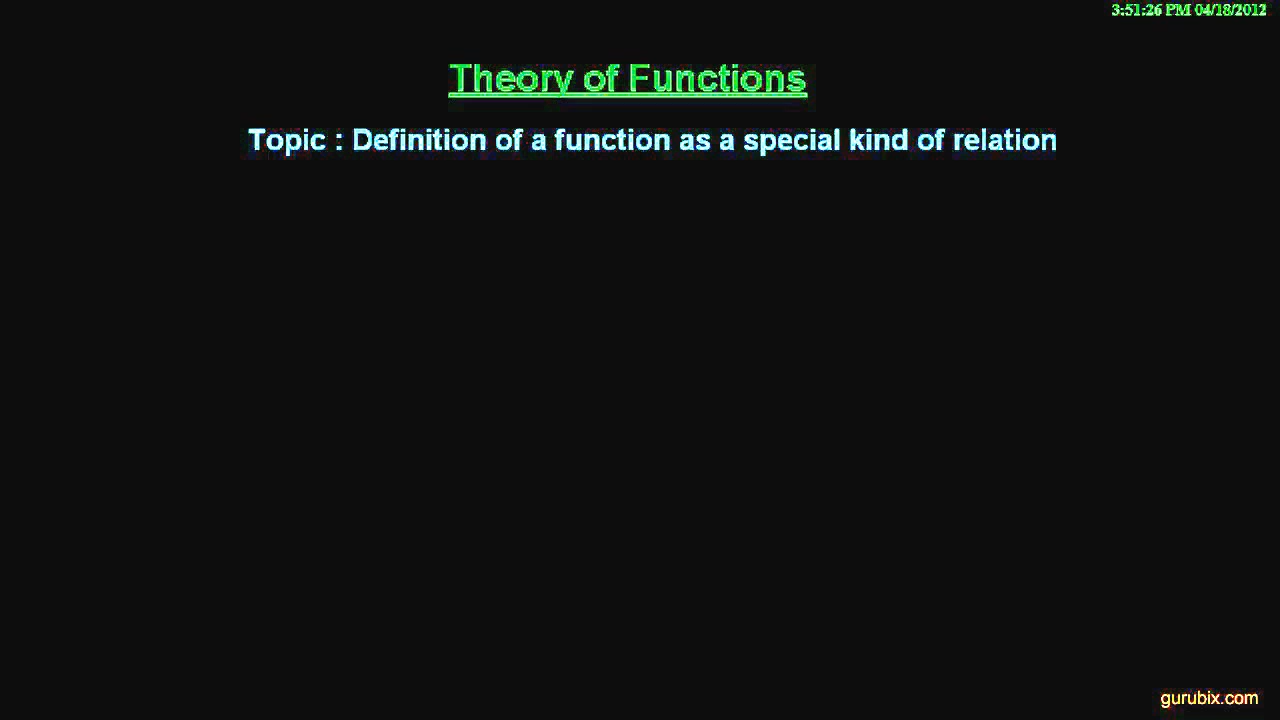 3:51:26 PM 04/18/2012
Theory of Functions
Topic : Definition of a function as a special kind of relation
gurubix.com